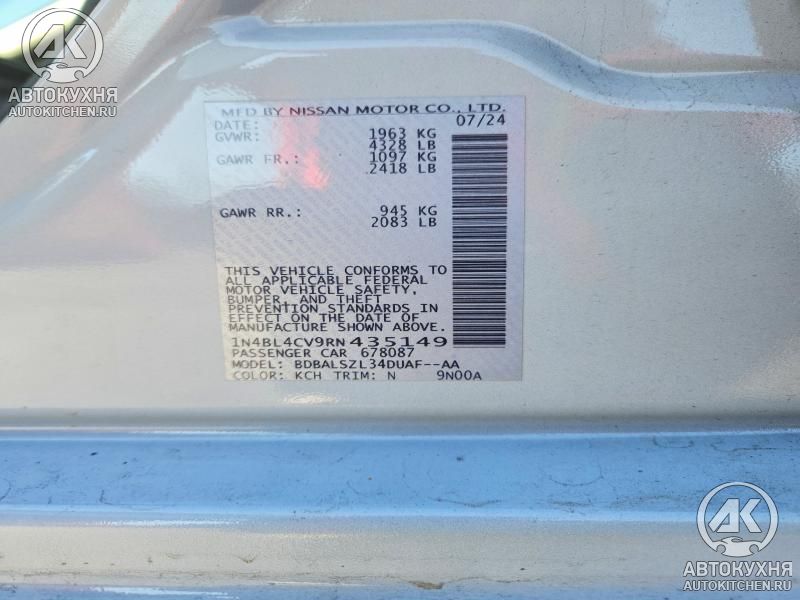 АК
АВТОКУХНЯ
AUTOKITCHEN.RU
MFD BY NISSAN MOTOR CO., LTD.
DATE: 07/24
GVWR: 1963 KG
4328 LB
GAWR FR.: 1097 KG
2418 LB
GAWR RR.: 945 KG
2083 LB
THIS VEHICLE CONFORMS TO
ALL APPLICABLE FEDERAL
MOTOR VEHICLE SAFETY,
BUMPER, AND THEFT
PREVENTION STANDARDS IN
EFFECT ON THE DATE OF
MANUFACTURE SHOWN ABOVE.
1N4BL4CV9RN435149
PASSENGER CAR 678087
MODEL: BDBALSZL34DUAF--AA
COLOR: KCH TRIM: N 9N00A
АК
АВТОКУХНЯ
AUTOKITCHEN.RU